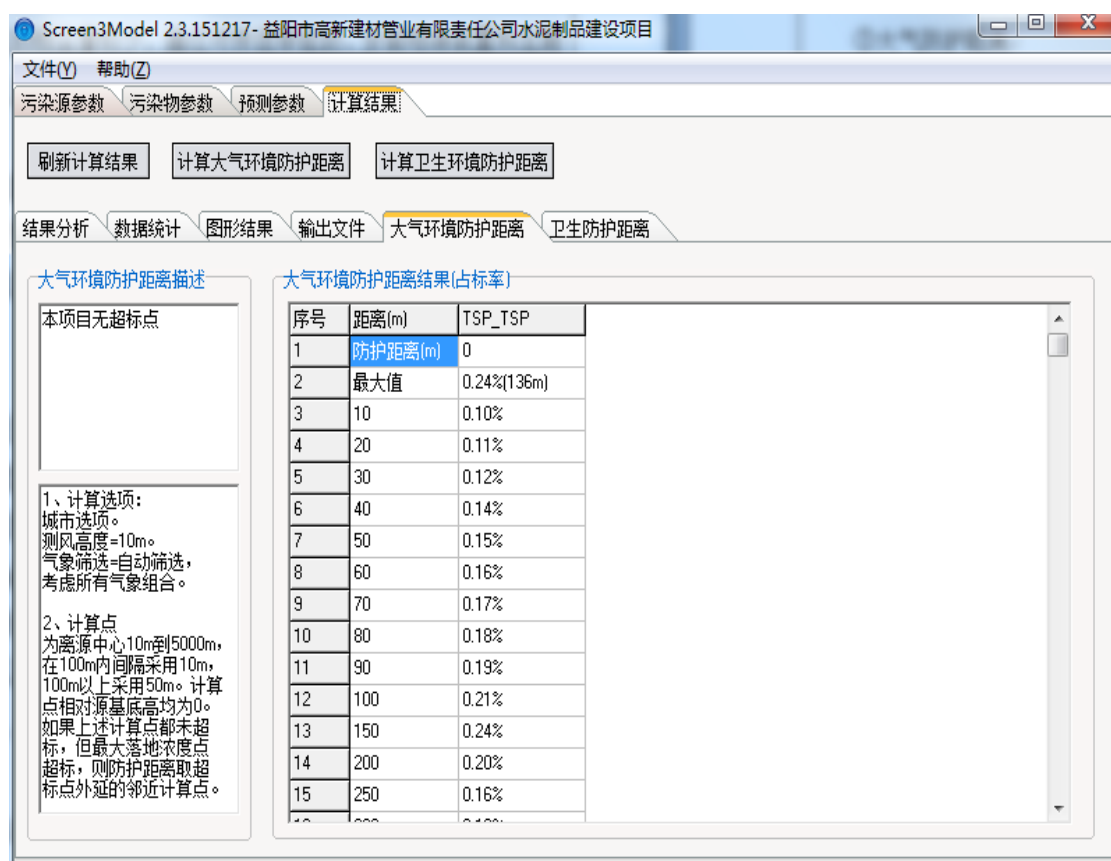 Screen3Model 2.3.151217- 益阳市高新建材管业有限责任公司水泥制品建设项目
文件(Y) 帮助(Z)
污染源参数 污染物参数 预测参数 计算结果
刷新计算结果 计算大气环境防护距离 计算卫生环境防护距离
结果分析 数据统计 图形结果 输出文件 大气环境防护距离 卫生防护距离
大气环境防护距离描述
本项目无超标点
1、计算选项:
城市选项。
测风高度=10m。
气象筛选=自动筛选,
考虑所有气象组合。
2、计算点
为离源中心10m到5000m,
在100m内间隔采用10m,
100m以上采用50m。计算
点相对源基底高均为0。
如果上述计算点都未超
标,但最大落地浓度点
超标,则防护距离取超
标点外延的邻近计算点。
大气环境防护距离结果(占标率)
序号 距离(m) TSP_TSP
1 防护距离(m) 0
2 最大值 0.24%(136m)
3 10 0.10%
4 20 0.11%
5 30 0.12%
6 40 0.14%
7 50 0.15%
8 60 0.16%
9 70 0.17%
10 80 0.18%
11 90 0.19%
12 100 0.21%
13 150 0.24%
14 200 0.20%
15 250 0.16%